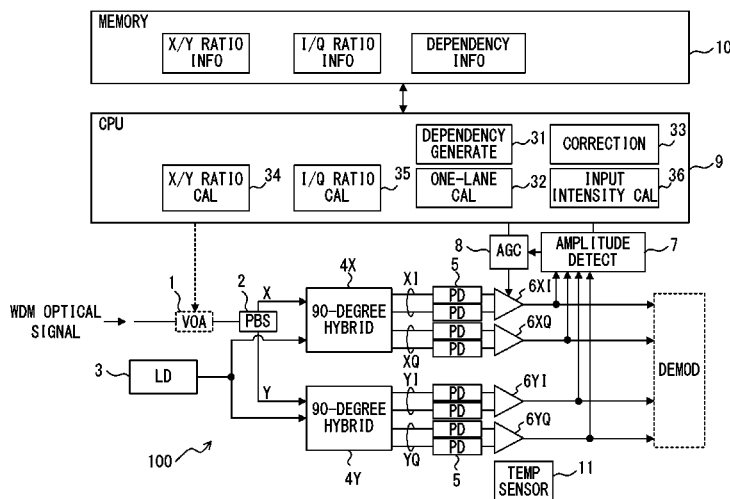 MEMORY
X/Y RATIO
INFO
I/Q RATIO
INFO
DEPENDENCY
INFO
10
CPU
DEPENDENCY
GENERATE
31
CORRECTION
33
X/Y RATIO
CAL
34
I/Q RATIO
CAL
35
ONE-LANE
CAL
32
INPUT
INTENSITY CAL
36
9
8
AGC
AMPLITUDE
DETECT
7
WDM OPTICAL
SIGNAL
1
VOA
2
PBS
X
Y
3
LD
4X
90-DEGREE
HYBRID
XI
XQ
5
PD
PD
PD
PD
6XI
6XQ
90-DEGREE
HYBRID
4Y
YI
YQ
PD
PD
PD
PD
5
6YI
6YQ
DEMOD
100
TEMP
SENSOR
11